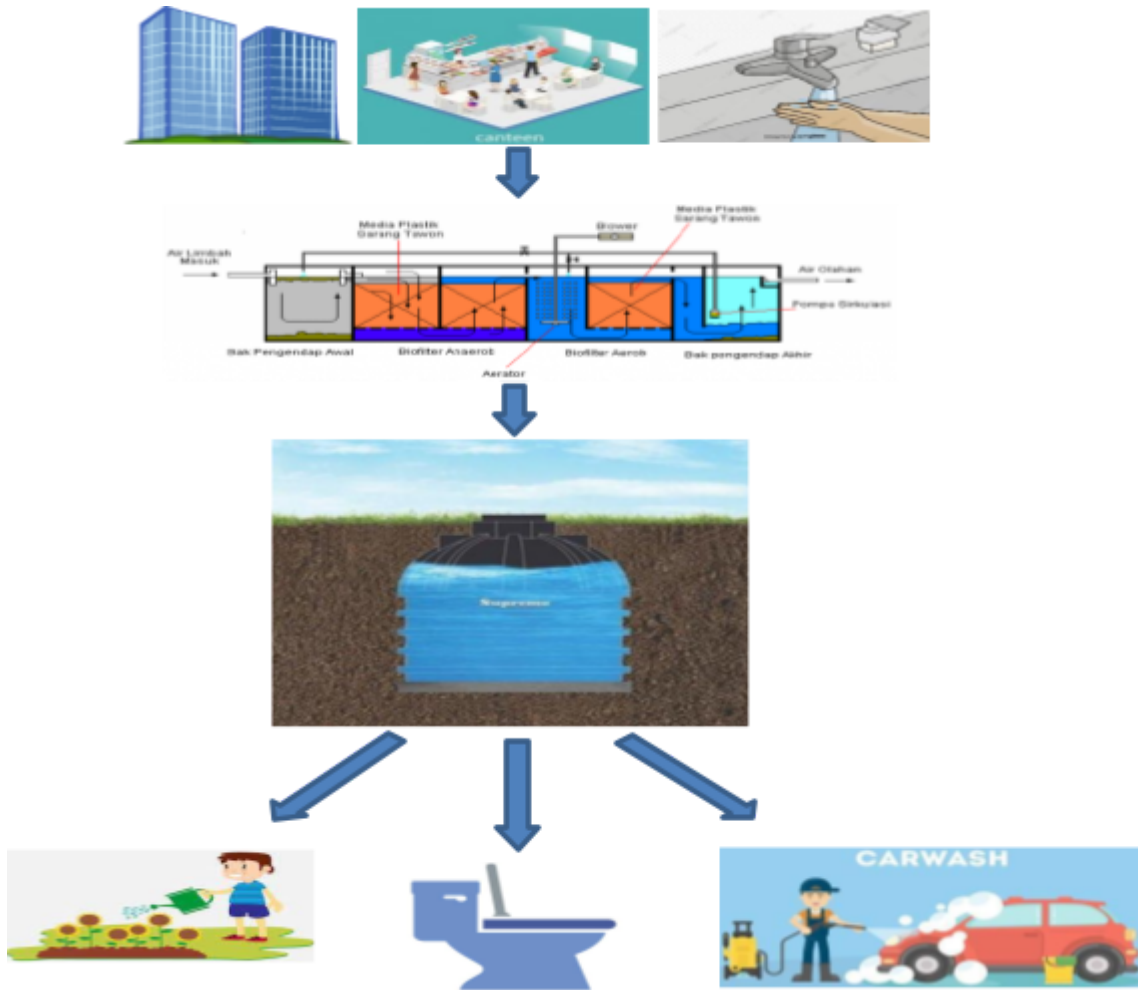 canteen
Media Plastik
Sarang Tawon
Blower
Media Plastik
Sarang Tawon
Air Limbah
Masuk
Air Olahan
Pompa Sirkulasi
Bak Pengendap Awal
Biofilter Anaerob
Biofilter Aerob
Bak pengendap Akhir
Aerator
Supreme
CARWASH